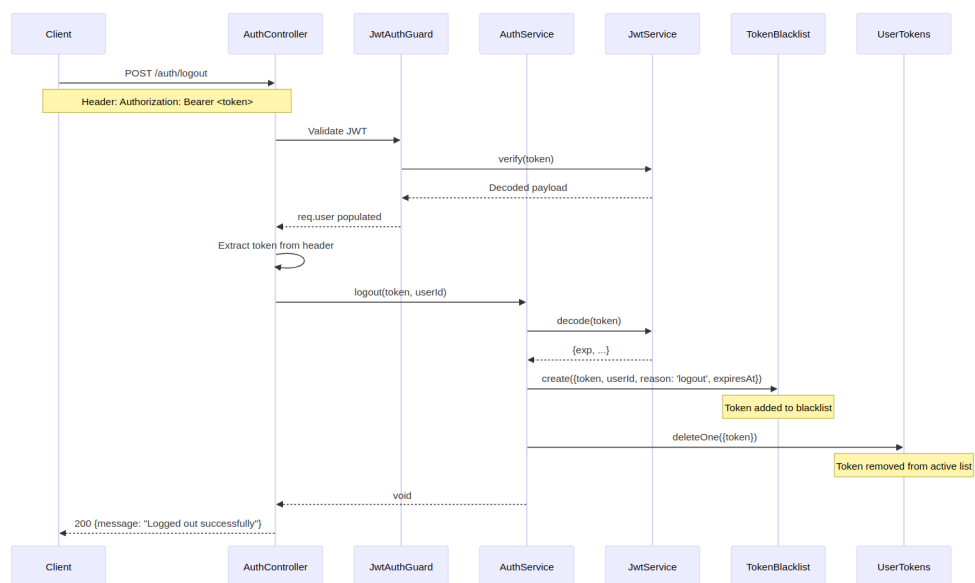 Client
AuthController
JwtAuthGuard
AuthService
JwtService
TokenBlacklist
UserTokens
POST /auth/logout
Header: Authorization: Bearer <token>
Validate JWT
verify(token)
Decoded payload
req.user populated
Extract token from header
logout(token, userId)
decode(token)
{exp, ...}
create({token, userId, reason: 'logout', expiresAt})
Token added to blacklist
deleteOne({token})
Token removed from active list
void
200 {message: "Logged out successfully"}
Client
AuthController
JwtAuthGuard
AuthService
JwtService
TokenBlacklist
UserTokens